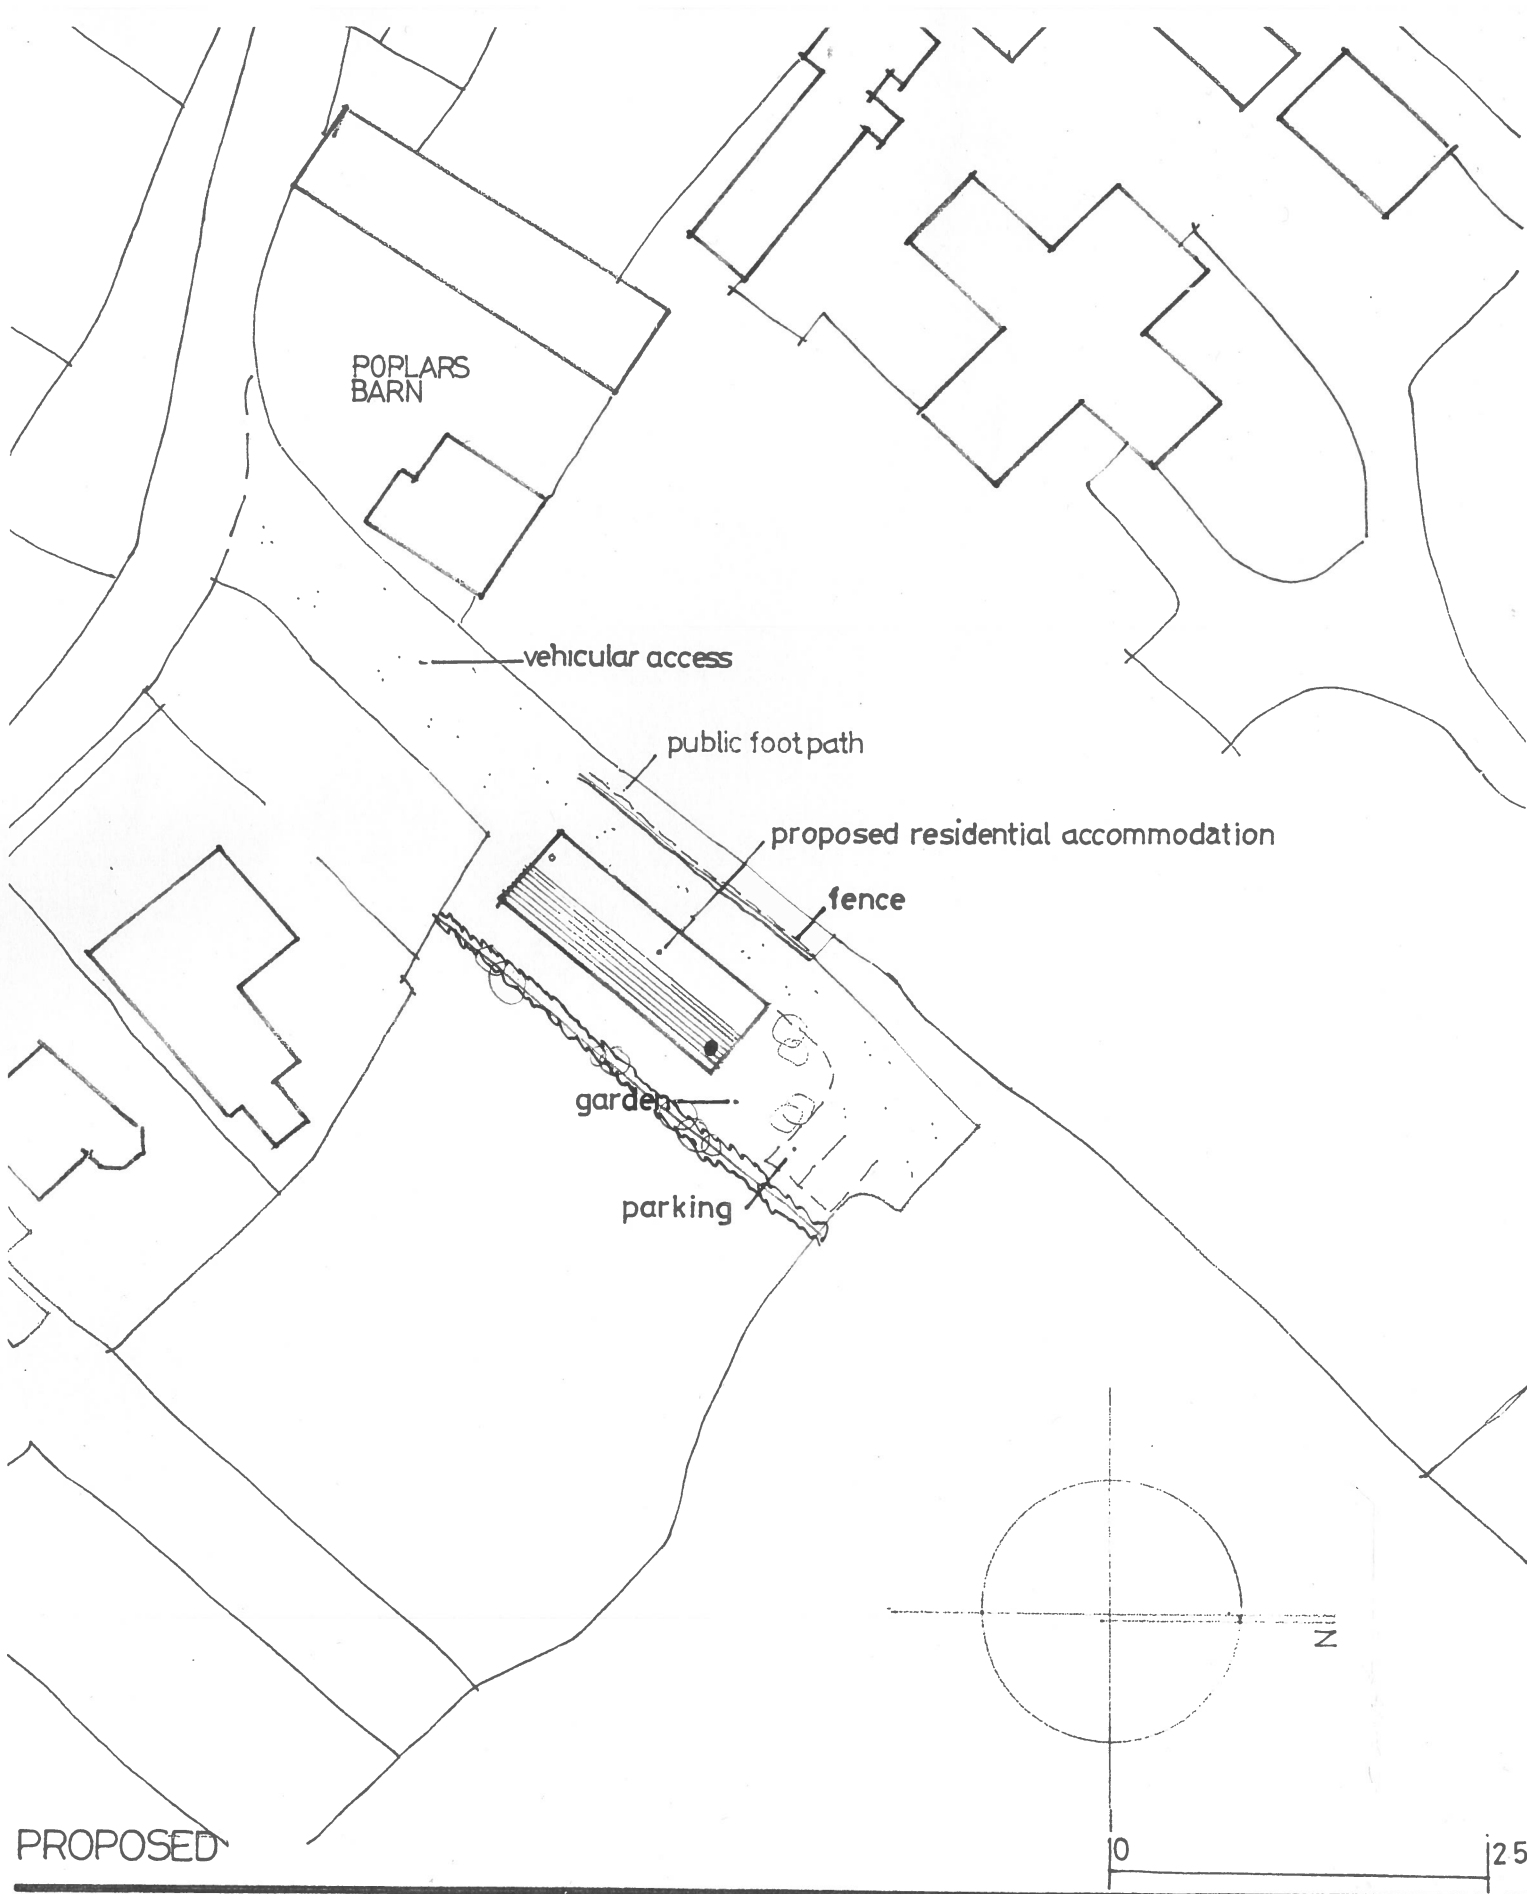 POPLARS
BARN
vehicular access
public footpath
proposed residential accommodation
fence
garden
parking
N
PROPOSED
0
25